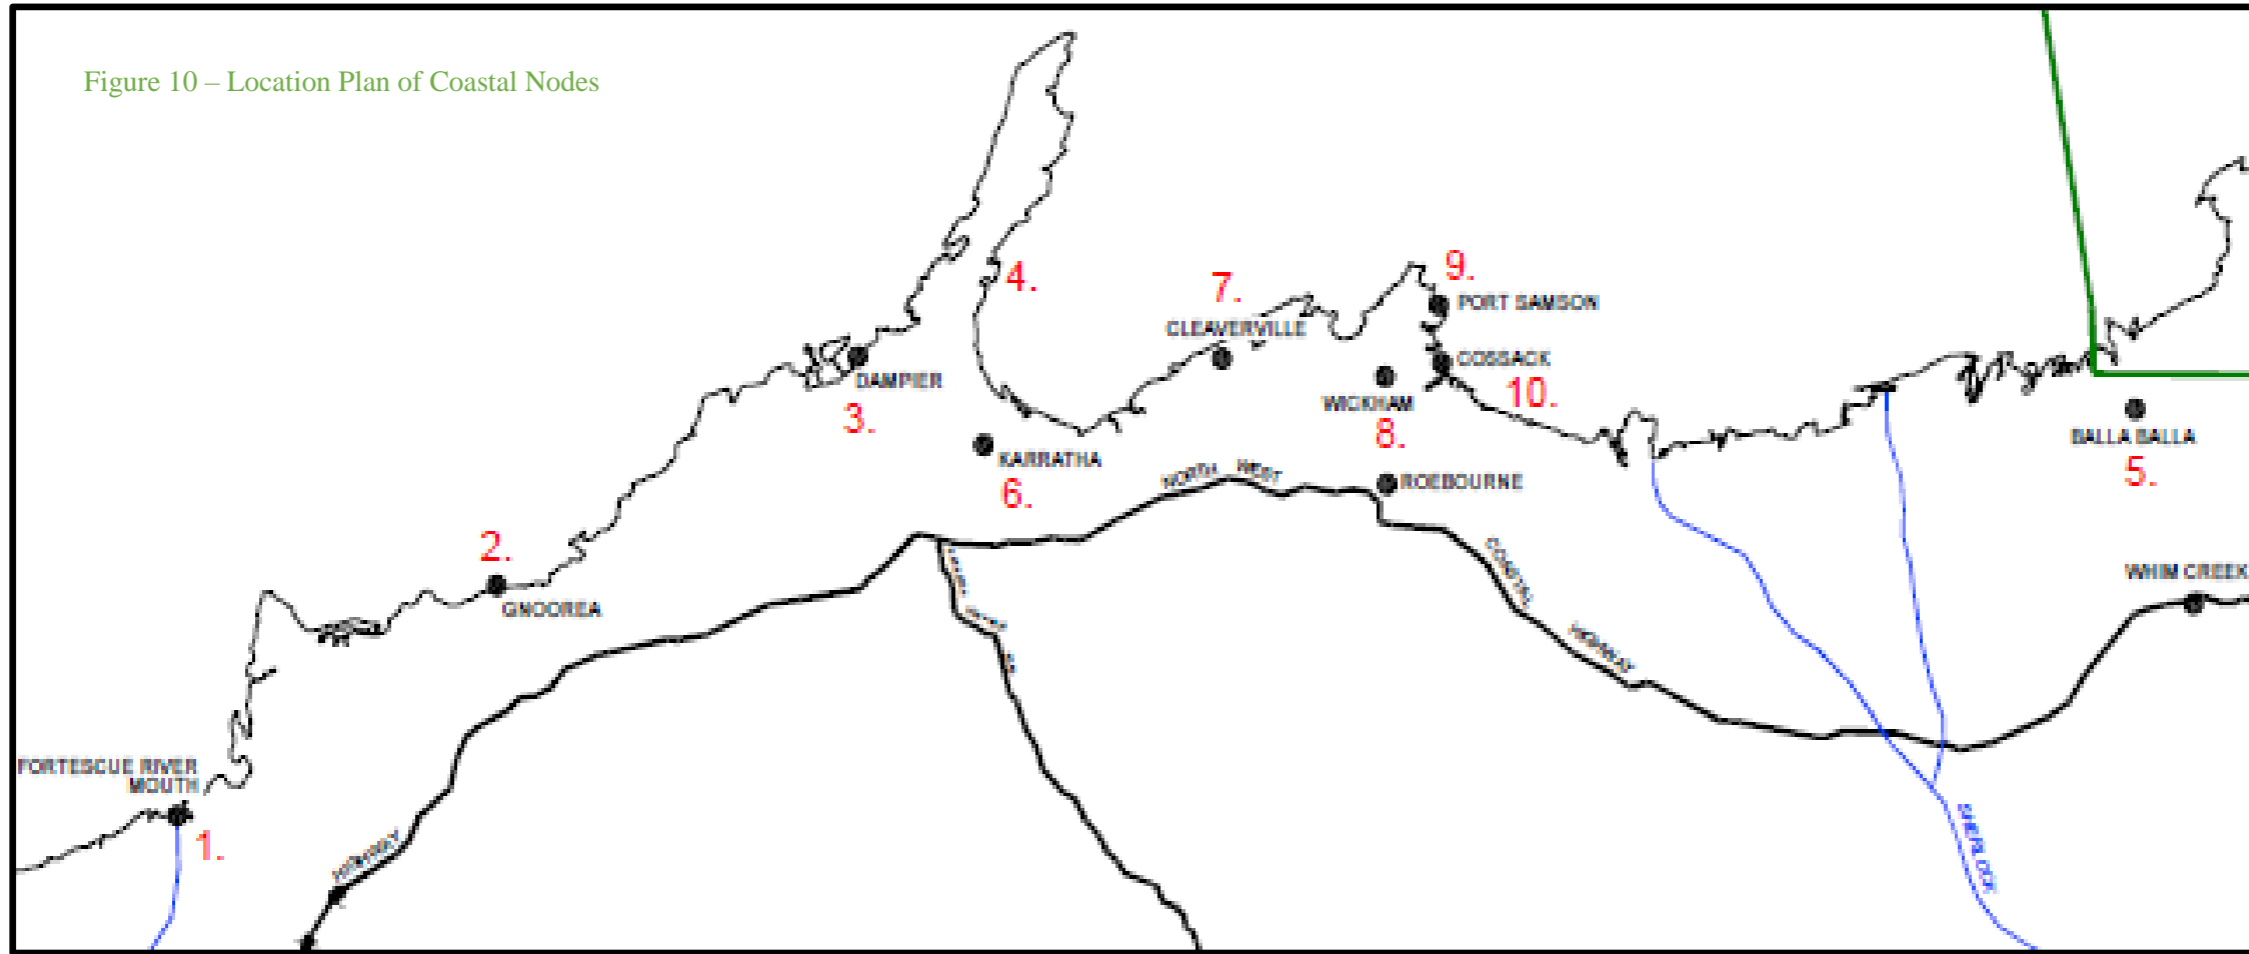 Figure 10 – Location Plan of Coastal Nodes
4.
9.
7.
PORT SAMSON
CLEAVERVILLE
COSSACK
DAMPIER
10.
WICKHAM
3.
8.
BALLA BALLA
KARRATHA
5.
6.
NORTH WEST
ROEBOURNE
2.
GNOOREA
COASTAL
WHIM CREEK
HIGHWAY
FORTESCUE RIVER
MOUTH
1.
HIGHWAY
SHERLOCK